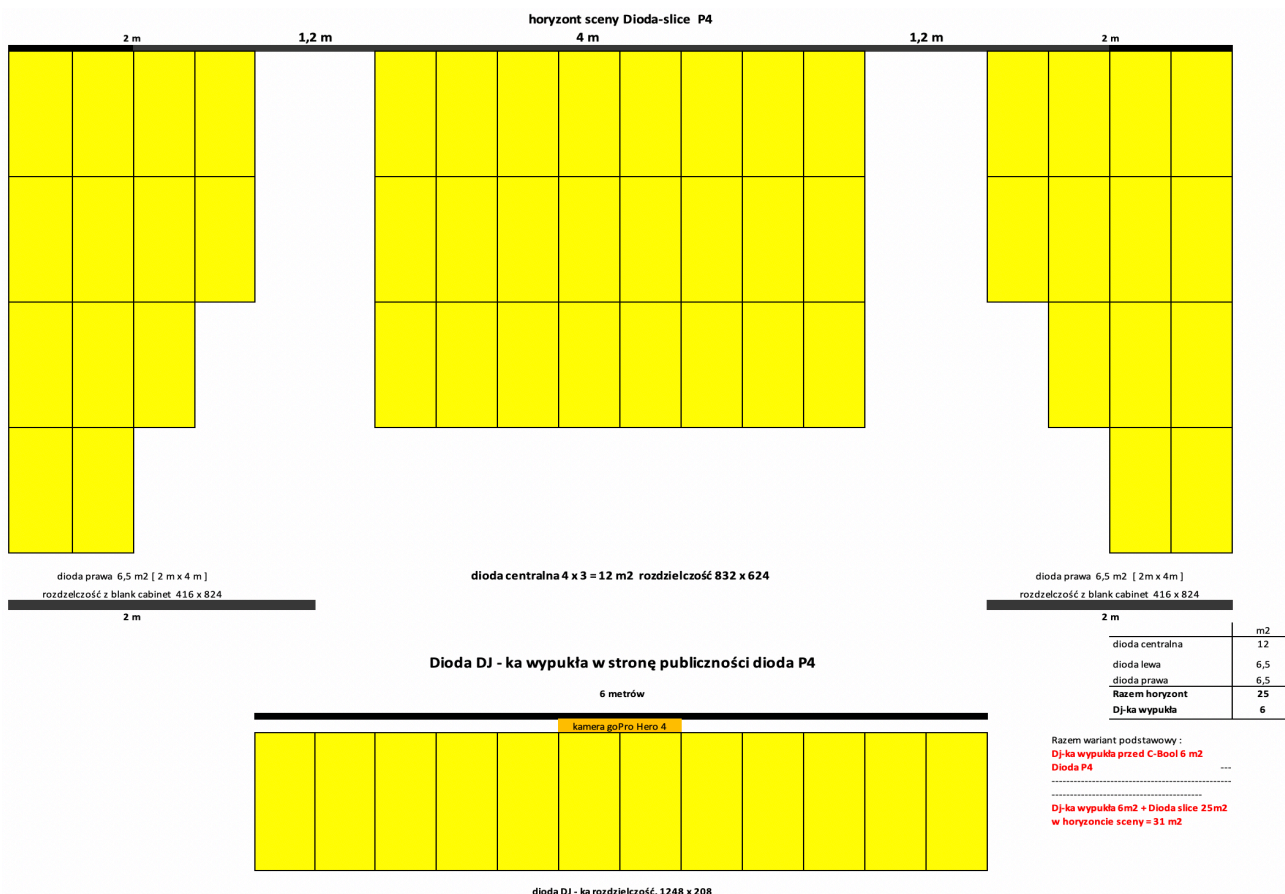 horyzont sceny Dioda-slice P4
2 m
1,2 m
4 m
1,2 m
2 m
dioda prawa 6,5 m2 [ 2 m x 4 m ]
rozdzelczość z blank cabinet 416 x 824
2 m
dioda centralna 4 x 3 = 12 m2 rozdzielczość 832 x 624
dioda prawa 6,5 m2 [ 2m x 4m ]
rozdzelczość z blank cabinet 416 x 824
2 m
m2
dioda centralna 12
dioda lewa 6,5
dioda prawa 6,5
Razem horyzont 25
Dj-ka wypukła 6
Dioda DJ - ka wypukła w stronę publiczności dioda P4
6 metrów
kamera goPro Hero 4
Razem wariant podstawowy :
Dj-ka wypukła przed C-Bool 6 m2
Dioda P4 ---
-------------------------------------------------
-----------------------------------------
Dj-ka wypukła 6m2 + Dioda slice 25m2
w horyzoncie sceny = 31 m2
dioda DJ - ka rozdzielczość. 1248 x 208